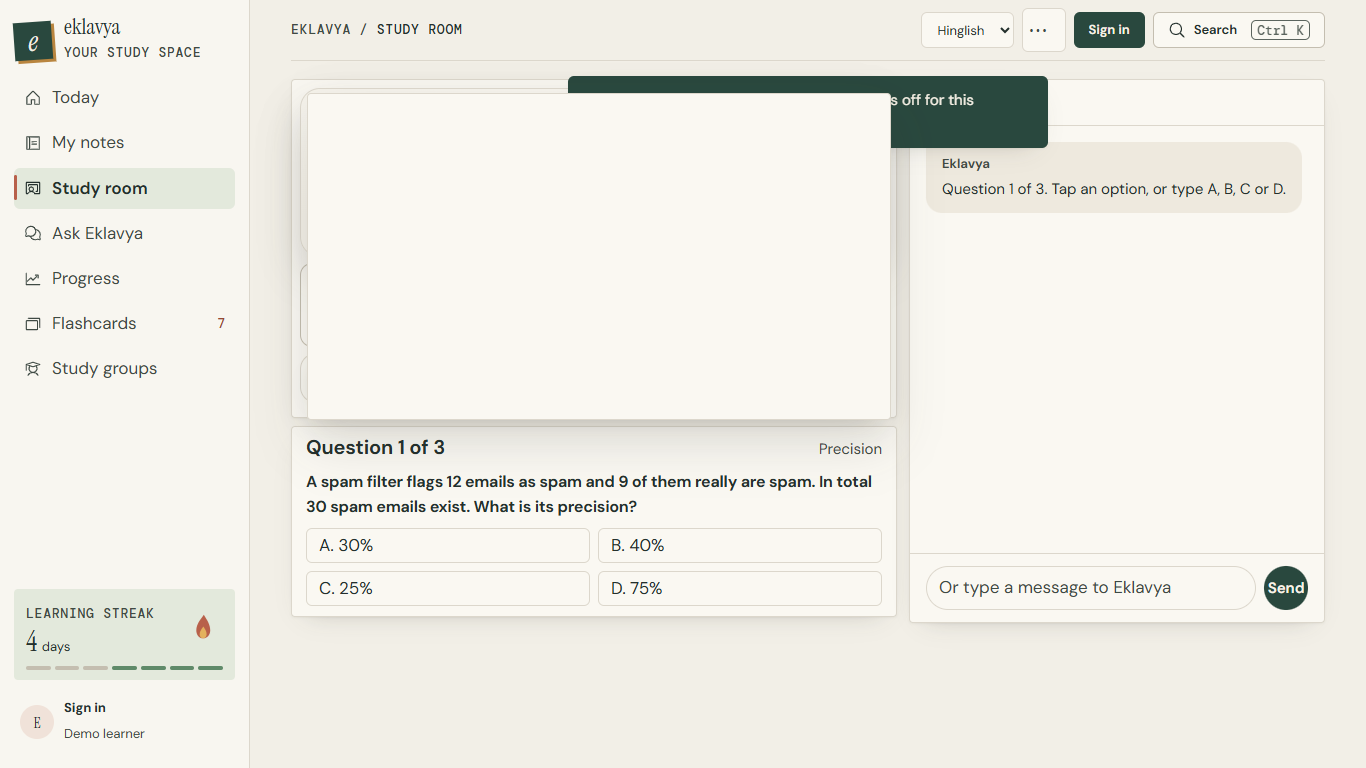 eklavya
YOUR STUDY SPACE
Today
My notes
Study room
Ask Eklavya
Progress
Flashcards 7
Study groups
LEARNING STREAK
4 days
E
Sign in
Demo learner
EKLAVYA / STUDY ROOM
Hinglish
Sign in
Search Ctrl K
off for this
Eklavya
Question 1 of 3. Tap an option, or type A, B, C or D.
Question 1 of 3
Precision
A spam filter flags 12 emails as spam and 9 of them really are spam. In total
30 spam emails exist. What is its precision?
A. 30%
B. 40%
C. 25%
D. 75%
Or type a message to Eklavya
Send